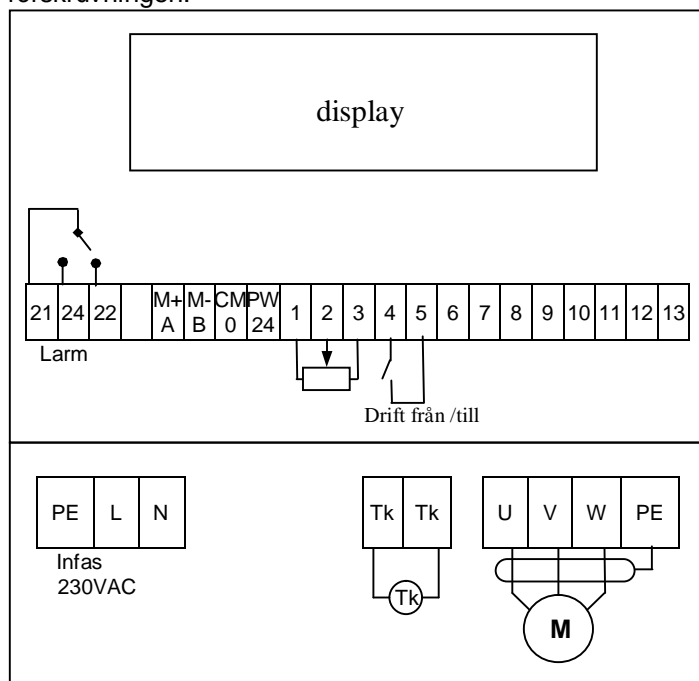 display
21 24 22 M+ A M- B CM 0 PW 24 1 2 3 4 5 6 7 8 9 10 11 12 13
Larm
Drift från /till
PE L N
Tk Tk
U V W PE
Infas
230VAC
Tk
M